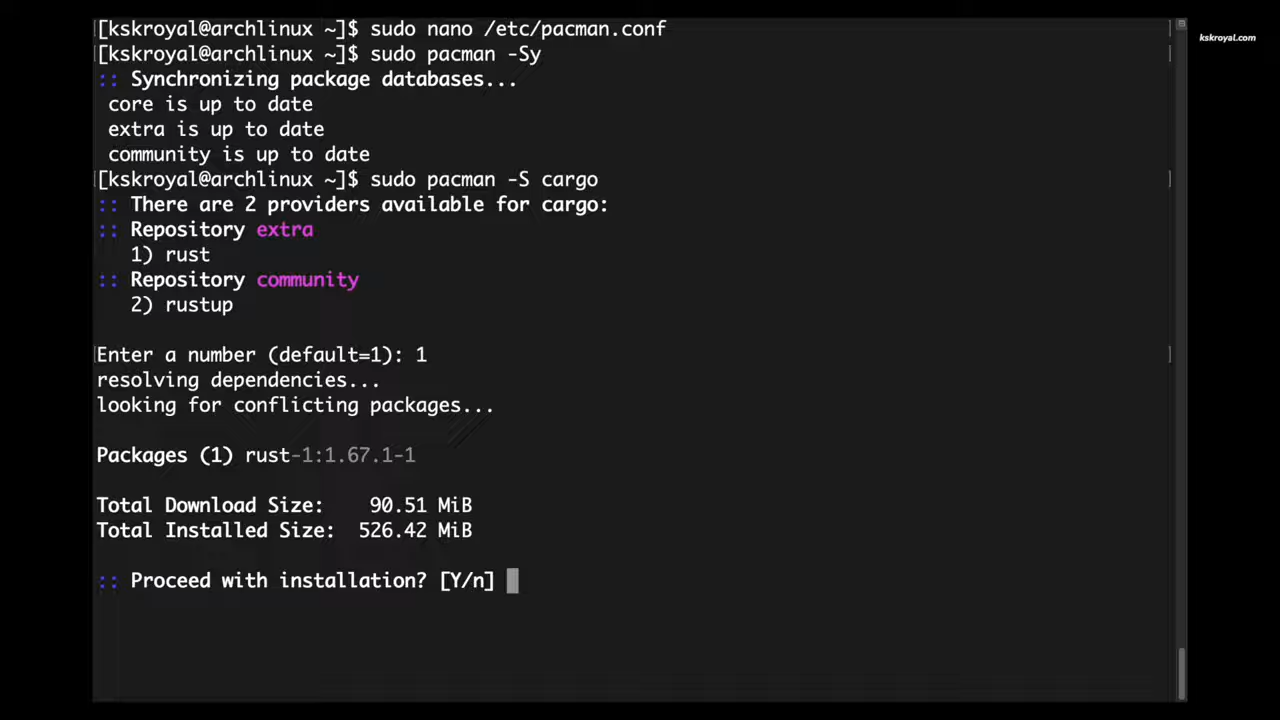 [kskroyal@archlinux ~]$ sudo nano /etc/pacman.conf
kskroyal.com
[kskroyal@archlinux ~]$ sudo pacman -Sy
:: Synchronizing package databases...
core is up to date
extra is up to date
community is up to date
[kskroyal@archlinux ~]$ sudo pacman -S cargo
:: There are 2 providers available for cargo:
:: Repository extra
1) rust
:: Repository community
2) rustup
Enter a number (default=1): 1
resolving dependencies...
looking for conflicting packages...
Packages (1) rust-1:1.67.1-1
Total Download Size: 90.51 MiB
Total Installed Size: 526.42 MiB
:: Proceed with installation? [Y/n]